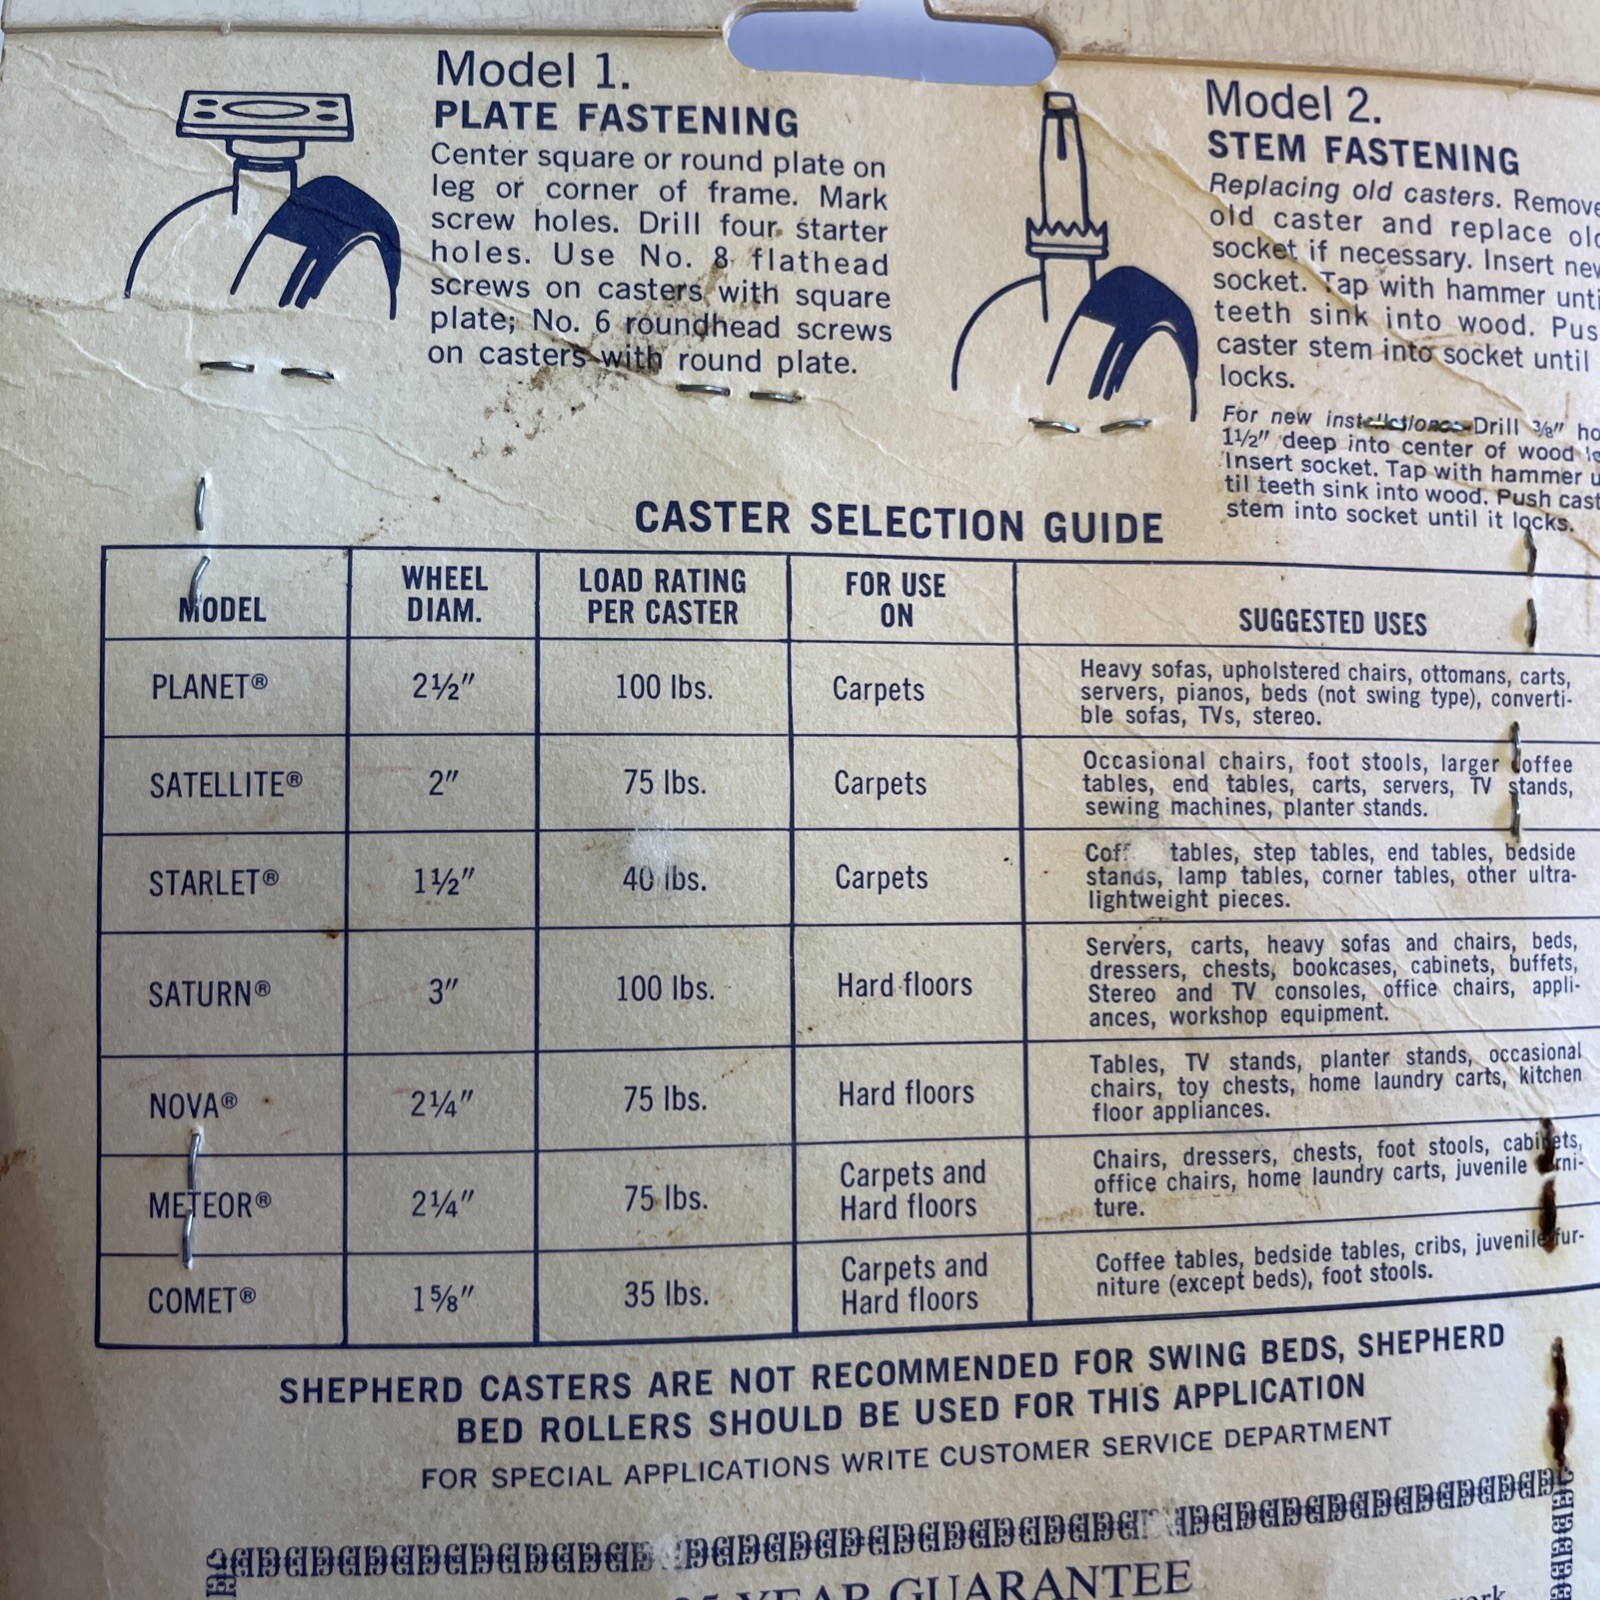 Model 1.
PLATE FASTENING
Center square or round plate on
leg or corner of frame. Mark
screw holes. Drill four starter
holes. Use No. 8 flathead
screws on casters with square
plate; No. 6 roundhead screws
on casters with round plate.
Model 2.
STEM FASTENING
Replacing old casters. Remove
old caster and replace
socket if necessary. Insert
socket. Tap with hammer
teeth sink into wood.
caster stem into socket until
locks.
For new Drill 3/8"
1½" deep into center of wood
Insert socket. Tap with hammer
til teeth sink into wood. Push
stem into socket until it locks.
CASTER SELECTION GUIDE
MODEL
WHEEL
DIAM.
LOAD RATING
PER CASTER
FOR USE
ON
SUGGESTED USES
PLANET®
2½"
100 lbs.
Carpets
Heavy sofas, upholstered chairs, ottomans, carts,
servers, pianos, beds (not swing type), converti-
ble sofas, TVs, stereo.
SATELLITE®
2"
75 lbs.
Carpets
Occasional chairs, foot stools, larger coffee
tables, end tables, carts, servers, TV stands,
sewing machines, planter stands.
STARLET®
1½"
40 lbs.
Carpets
tables, step tables, end tables, bedside
stands, lamp tables, corner tables, other ultra-
lightweight pieces.
SATURN®
3"
100 lbs.
Hard floors
Servers, carts, heavy sofas and chairs, beds,
dressers, chests, bookcases, cabinets, buffets,
Stereo and TV consoles, office chairs, appli-
ances, workshop equipment.
NOVA®
2¼"
75 lbs.
Hard floors
Tables, TV stands, planter stands, occasional
chairs, toy chests, home laundry carts, kitchen
floor appliances.
METEOR®
2¼"
75 lbs.
Carpets and
Hard floors
Chairs, dressers, chests, foot stools, cabinets,
office chairs, home laundry carts, juvenile
ture.
COMET®
1⅝"
35 lbs.
Carpets and
Hard floors
Coffee tables, bedside tables, cribs, juvenile fur-
niture (except beds), foot stools.
SHEPHERD CASTERS ARE NOT RECOMMENDED FOR SWING BEDS, SHEPHERD
BED ROLLERS SHOULD BE USED FOR THIS APPLICATION
FOR SPECIAL APPLICATIONS WRITE CUSTOMER SERVICE DEPARTMENT
YEAR GUARANTEE